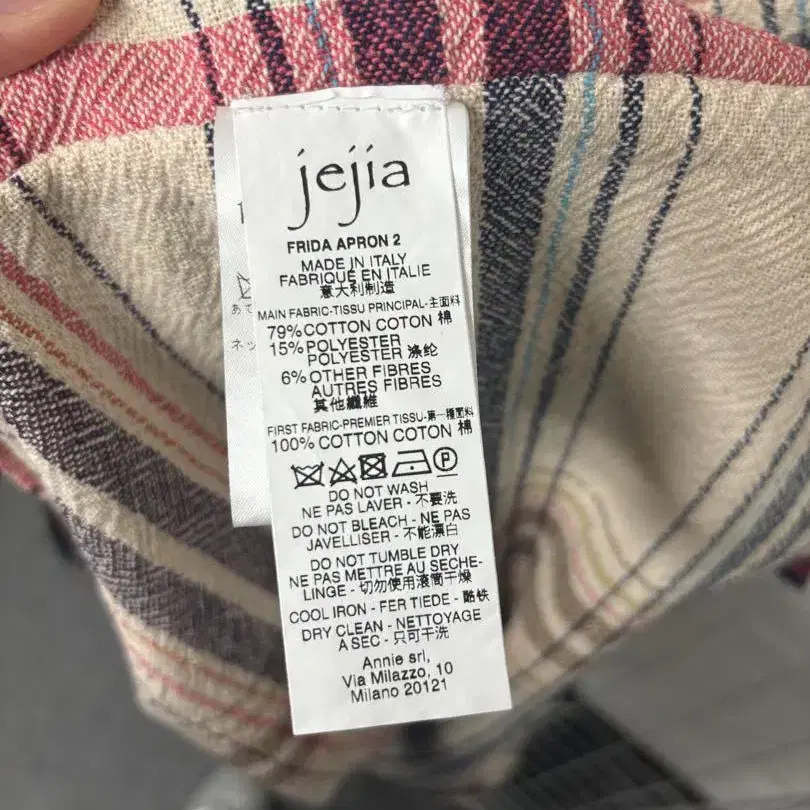 jejia
FRIDA APRON 2
MADE IN ITALY
FABRIQUÉ EN ITALIE
意大利制造
MAIN FABRIC-TISSU PRINCIPAL-主面料
79%COTTON COTON 棉
15%POLYESTER
POLYESTER 涤纶
6%OTHER FIBRES
AUTRES FIBRES
其他纖維
FIRST FABRIC-PREMIER TISSU-第一種面料
100% COTTON COTON 棉
P
DO NOT WASH
NE PAS LAVER - 不要洗
DO NOT BLEACH - NE PAS
JAVELLISER - 不能漂白
DO NOT TUMBLE DRY
NE PAS METTRE AU SECHE-
LINGE - 切勿使用滚筒干燥
COOL IRON - FER TIEDE - 酷铁
DRY CLEAN - NETTOYAGE
A SEC - 只可干洗
Annie srl,
Via Milazzo, 10
Milano 20121
あて
ネッ